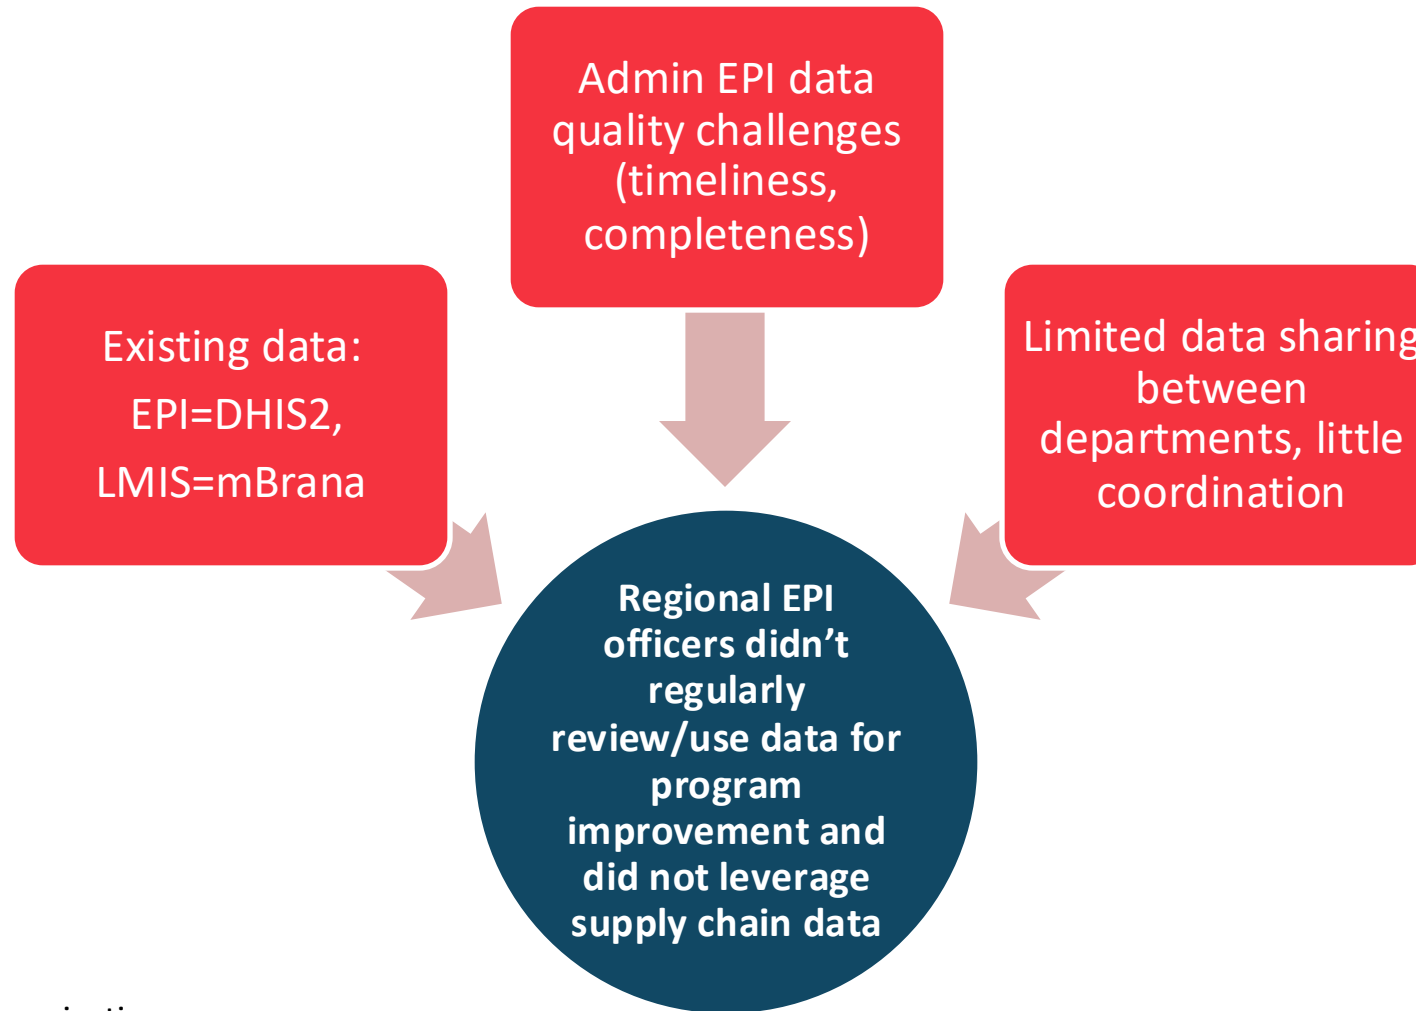 Admin EPI data
quality challenges
(timeliness,
completeness)
Existing data:
EPI=DHIS2,
LMIS=mBrana
Limited data sharing
between
departments, little
coordination
Regional EPI
officers didn’t
regularly
review/use data for
program
improvement and
did not leverage
supply chain data